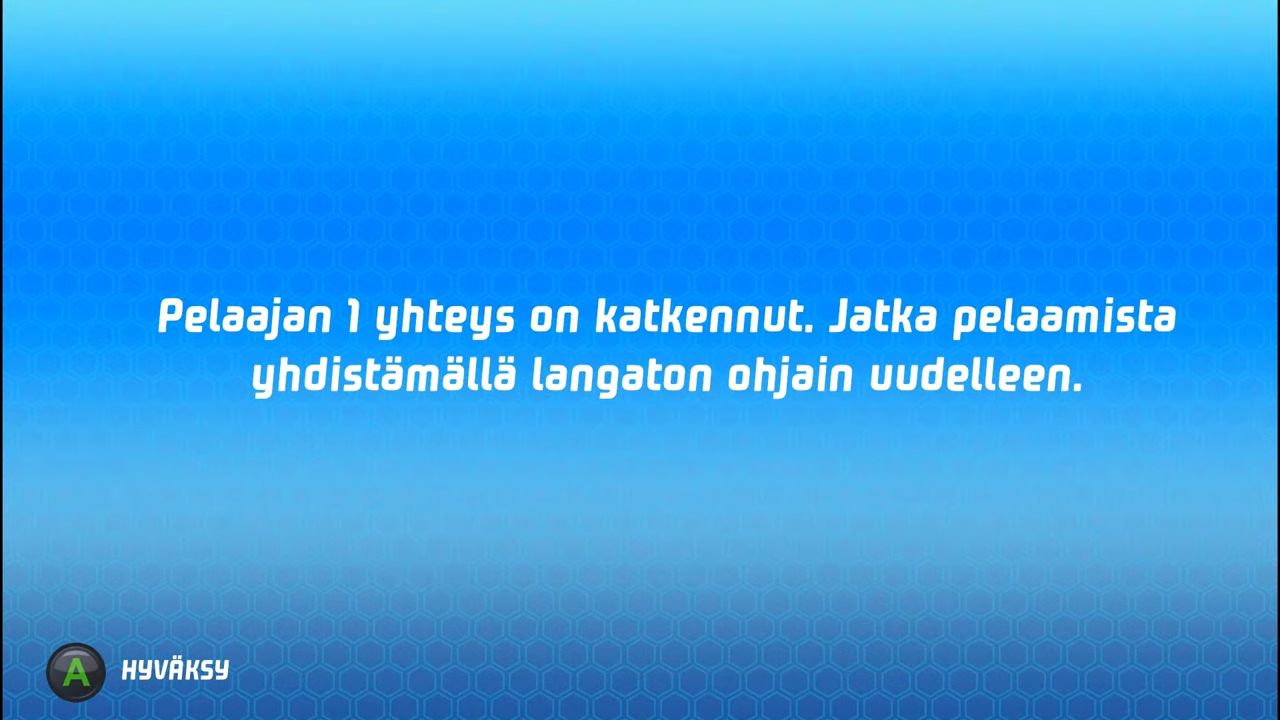 Pelaajan 1 yhteys on katkennut. Jatka pelaamista
yhdistämällä langaton ohjain uudelleen.
A HYVÄKSY